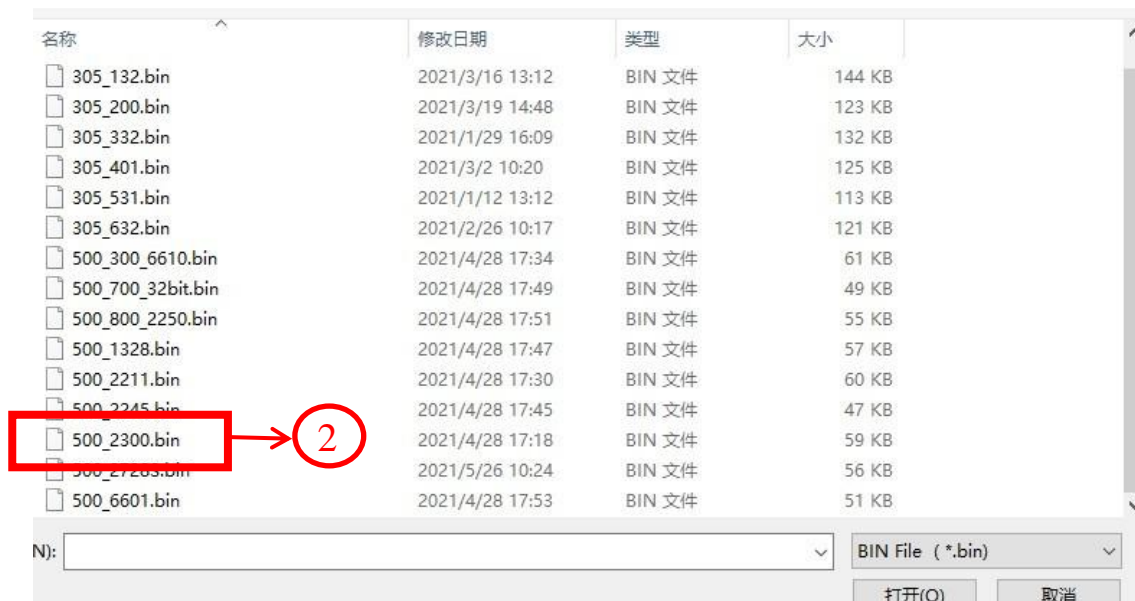 名称 修改日期 类型 大小
305_132.bin 2021/3/16 13:12 BIN 文件 144 KB
305_200.bin 2021/3/19 14:48 BIN 文件 123 KB
305_332.bin 2021/1/29 16:09 BIN 文件 132 KB
305_401.bin 2021/3/2 10:20 BIN 文件 125 KB
305_531.bin 2021/1/12 13:12 BIN 文件 113 KB
305_632.bin 2021/2/26 10:17 BIN 文件 121 KB
500_300_6610.bin 2021/4/28 17:34 BIN 文件 61 KB
500_700_32bit.bin 2021/4/28 17:49 BIN 文件 49 KB
500_800_2250.bin 2021/4/28 17:51 BIN 文件 55 KB
500_1328.bin 2021/4/28 17:47 BIN 文件 57 KB
500_2211.bin 2021/4/28 17:30 BIN 文件 60 KB
500_2245.bin 2021/4/28 17:45 BIN 文件 47 KB
500_2300.bin 2 2021/4/28 17:18 BIN 文件 59 KB
2021/5/26 10:24 BIN 文件 56 KB
500_6601.bin 2021/4/28 17:53 BIN 文件 51 KB
N): BIN File ( *.bin)
打开(O) 取消